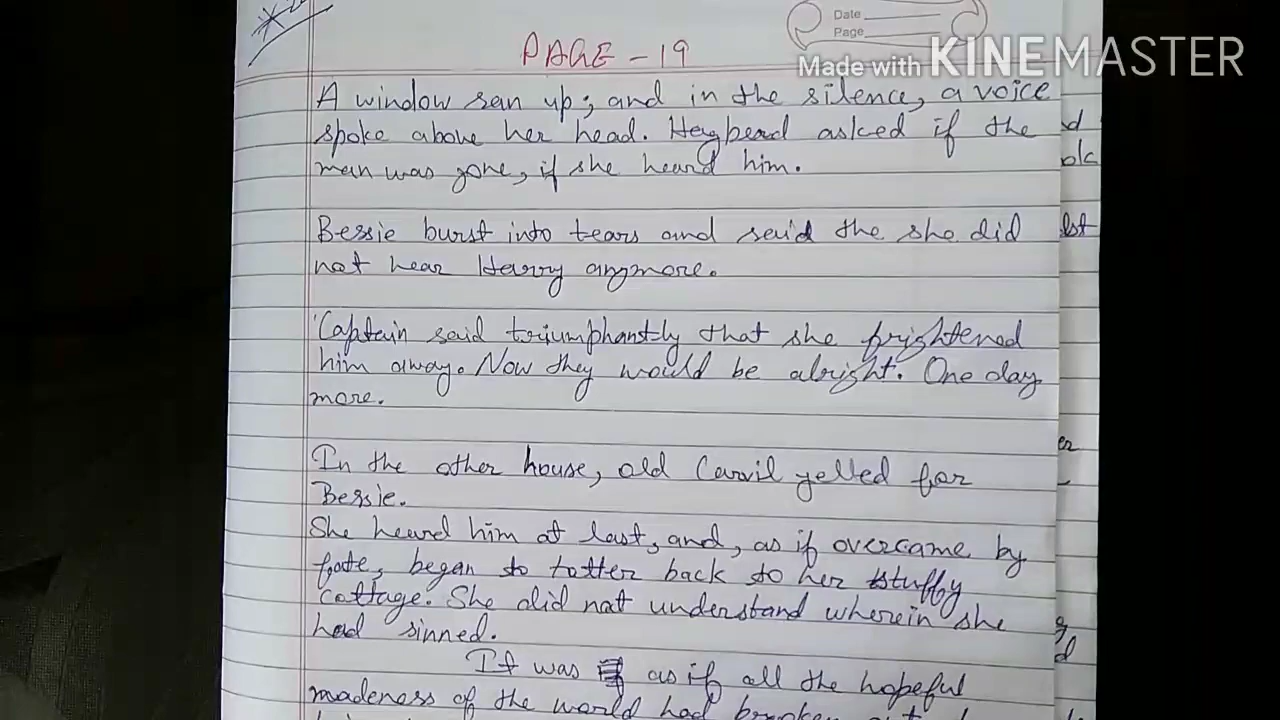 Date
Page
Made with KINEMASTER
PAGE - 19
A window ran up; and in the silence, a voice
spoke above her head. Hagberd asked if the
man was gone, if she heard him.
Bessie burst into tears and said the she did
not hear Harry anymore.
Captain said triumphantly that she frightened
him away. Now they would be alright. One day
more.
In the other house, old Carvil yelled for
Bessie.
She heard him at last, and, as if overcame by
fate, began to totter back to her stuffy
cottage. She did not understand wherein she
had sinned.
It was as if all the hopeful
madeness of the world had broken out